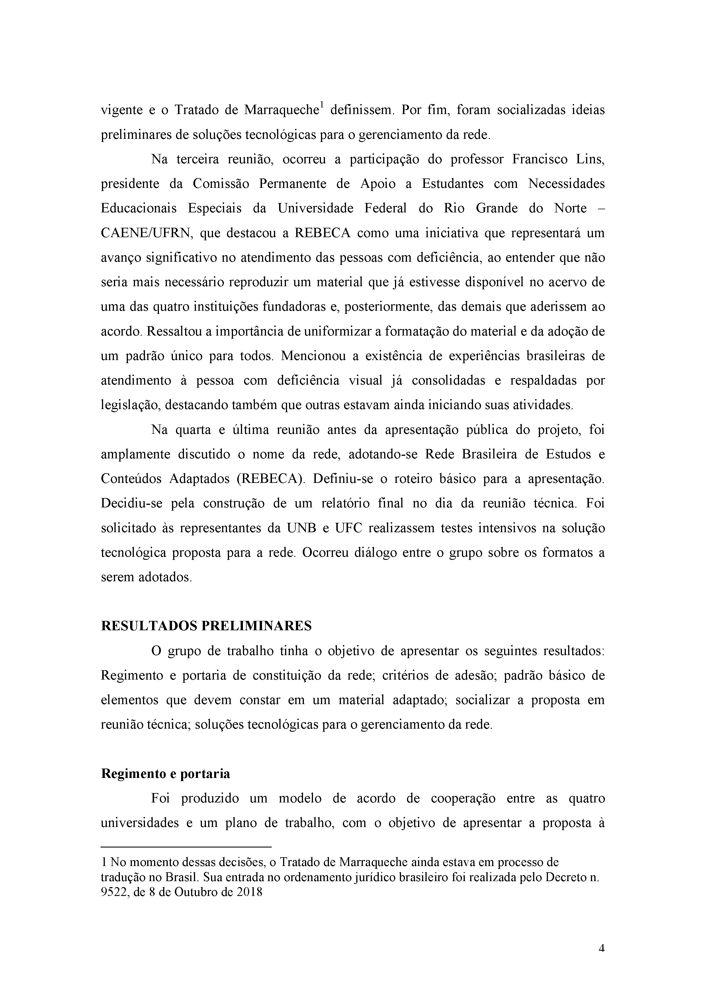 vigente e o Tratado de Marraqueche¹ definissem. Por fim, foram socializadas ideias
preliminares de soluções tecnológicas para o gerenciamento da rede.
Na terceira reunião, ocorreu a participação do professor Francisco Lins,
presidente da Comissão Permanente de Apoio a Estudantes com Necessidades
Educacionais Especiais da Universidade Federal do Rio Grande do Norte –
CAENE/UFRN, que destacou a REBECA como uma iniciativa que representará um
avanço significativo no atendimento das pessoas com deficiência, ao entender que não
seria mais necessário reproduzir um material que já estivesse disponível no acervo de
uma das quatro instituições fundadoras e, posteriormente, das demais que aderissem ao
acordo. Ressaltou a importância de uniformizar a formatação do material e da adoção de
um padrão único para todos. Mencionou a existência de experiências brasileiras de
atendimento à pessoa com deficiência visual já consolidadas e respaldadas por
legislação, destacando também que outras estavam ainda iniciando suas atividades.
Na quarta e última reunião antes da apresentação pública do projeto, foi
amplamente discutido o nome da rede, adotando-se Rede Brasileira de Estudos e
Conteúdos Adaptados (REBECA). Definiu-se o roteiro básico para a apresentação.
Decidiu-se pela construção de um relatório final no dia da reunião técnica. Foi
solicitado às representantes da UNB e UFC realizassem testes intensivos na solução
tecnológica proposta para a rede. Ocorreu diálogo entre o grupo sobre os formatos a
serem adotados.
RESULTADOS PRELIMINARES
O grupo de trabalho tinha o objetivo de apresentar os seguintes resultados:
Regimento e portaria de constituição da rede; critérios de adesão; padrão básico de
elementos que devem constar em um material adaptado; socializar a proposta em
reunião técnica; soluções tecnológicas para o gerenciamento da rede.
Regimento e portaria
Foi produzido um modelo de acordo de cooperação entre as quatro
universidades e um plano de trabalho, com o objetivo de apresentar a proposta à
1 No momento dessas decisões, o Tratado de Marraqueche ainda estava em processo de
tradução no Brasil. Sua entrada no ordenamento jurídico brasileiro foi realizada pelo Decreto n.
9522, de 8 de Outubro de 2018
4